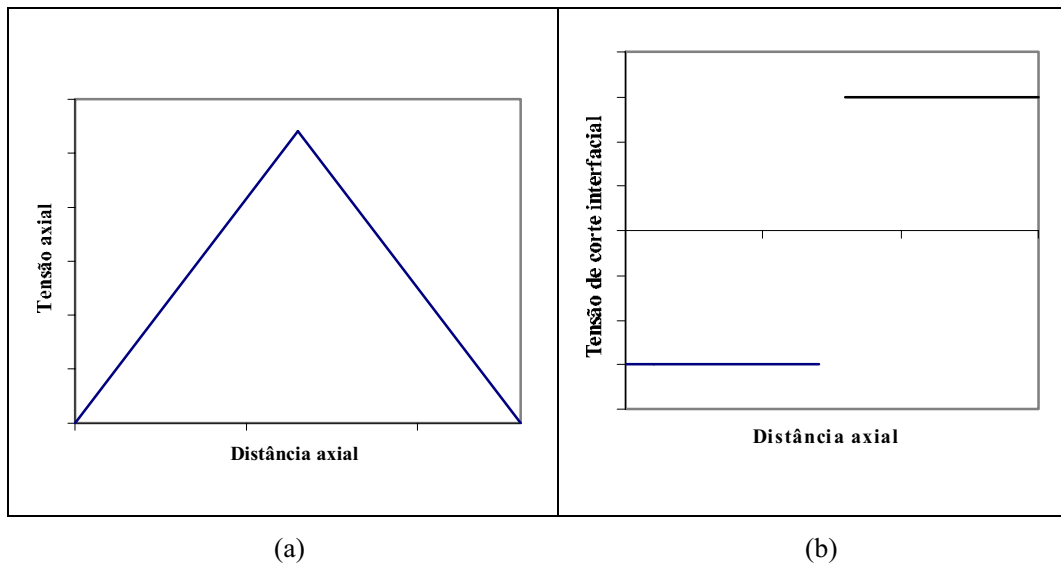 Tensão axial
Distância axial
(a)
Tensão de corte interfacial
Distância axial
(b)